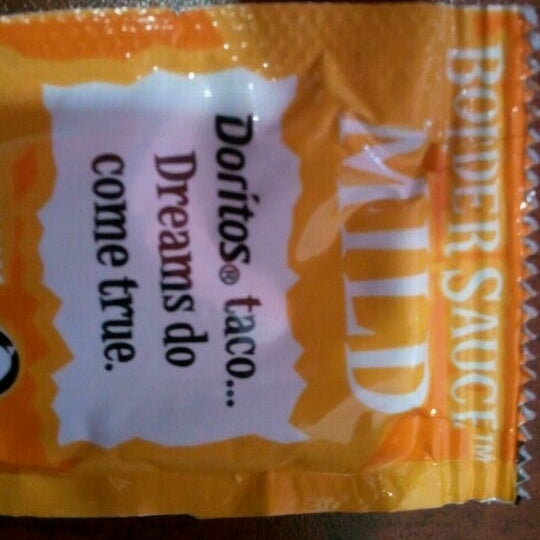 BORDER SAUCE™
MILD
Doritos® taco...
Dreams do
come true.